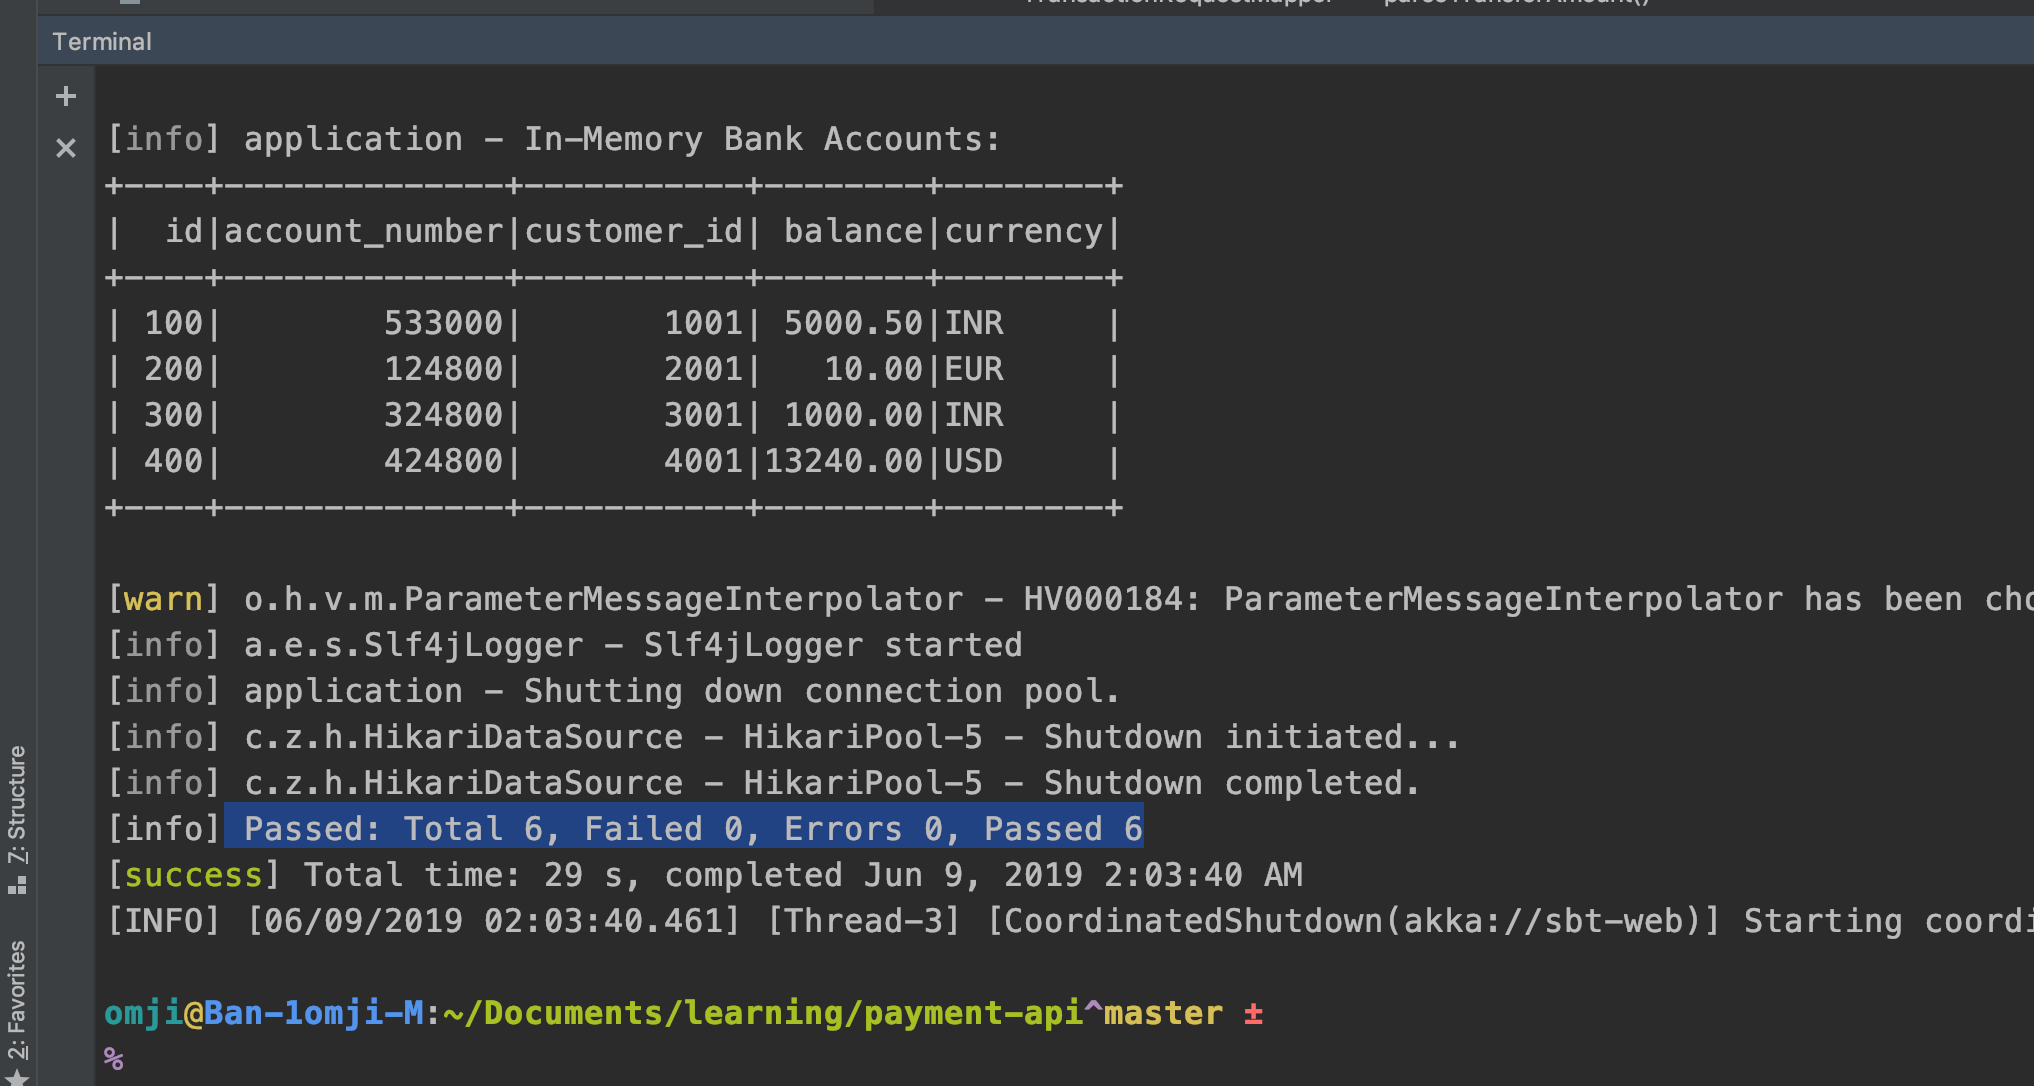 Terminal
[info] application - In-Memory Bank Accounts:
+----+--------------+-----------+--------+--------+
|  id|account_number|customer_id| balance|currency|
+----+--------------+-----------+--------+--------+
| 100|        533000|       1001| 5000.50|INR     |
| 200|        124800|       2001|   10.00|EUR     |
| 300|        324800|       3001| 1000.00|INR     |
| 400|        424800|       4001|13240.00|USD     |
+----+--------------+-----------+--------+--------+
[warn] o.h.v.m.ParameterMessageInterpolator - HV000184: ParameterMessageInterpolator has been
[info] a.e.s.Slf4jLogger - Slf4jLogger started
[info] application - Shutting down connection pool.
[info] c.z.h.HikariDataSource - HikariPool-5 - Shutdown initiated...
[info] c.z.h.HikariDataSource - HikariPool-5 - Shutdown completed.
[info] Passed: Total 6, Failed 0, Errors 0, Passed 6
[success] Total time: 29 s, completed Jun 9, 2019 2:03:40 AM
[INFO] [06/09/2019 02:03:40.461] [Thread-3] [CoordinatedShutdown(akka://sbt-web)] Starting
omji@Ban-1omji-M:~/Documents/learning/payment-api^master ±
%
7: Structure
2: Favorites